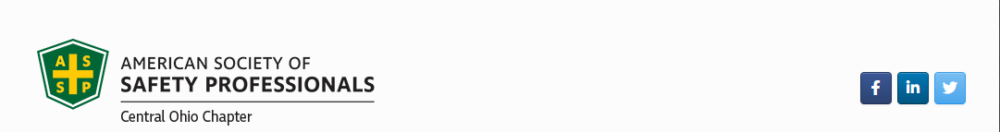 A S
S P
AMERICAN SOCIETY OF
SAFETY PROFESSIONALS
Central Ohio Chapter
f in